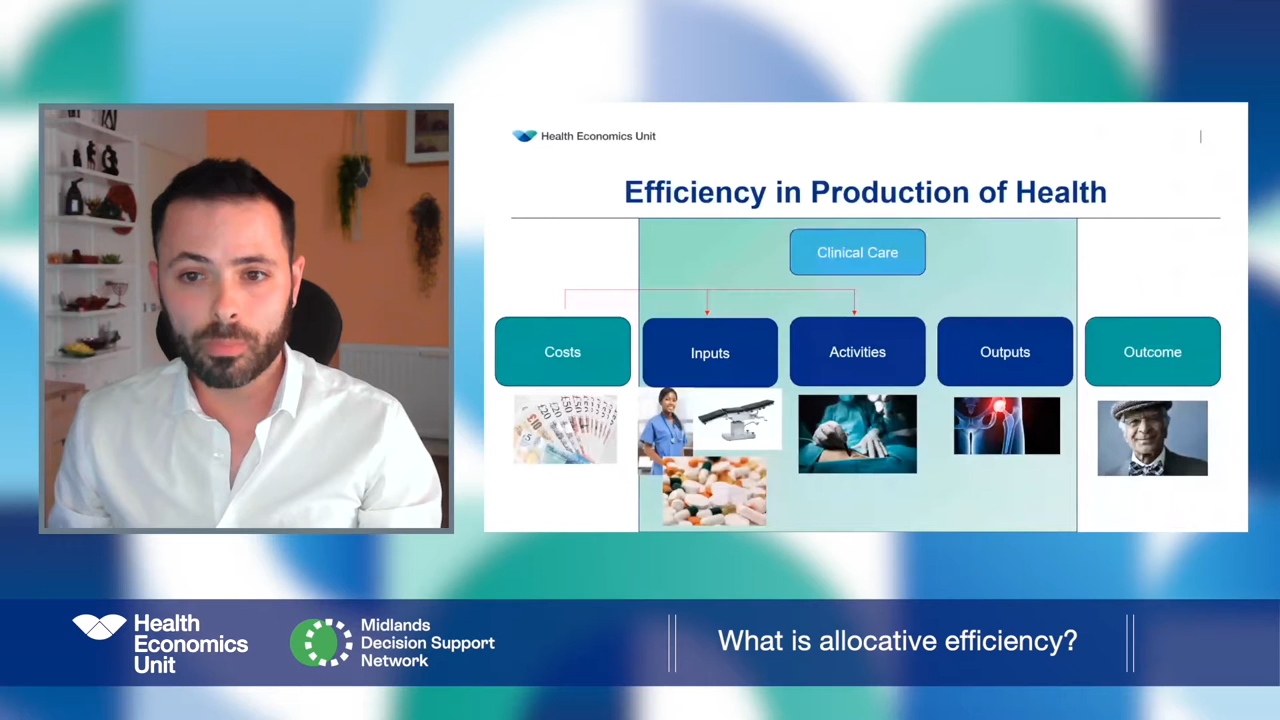 Health Economics Unit
Efficiency in Production of Health
Clinical Care
Costs
Inputs
Activities
Outputs
Outcome
Health
Economics
Unit
Midlands
Decision Support
Network
What is allocative efficiency?